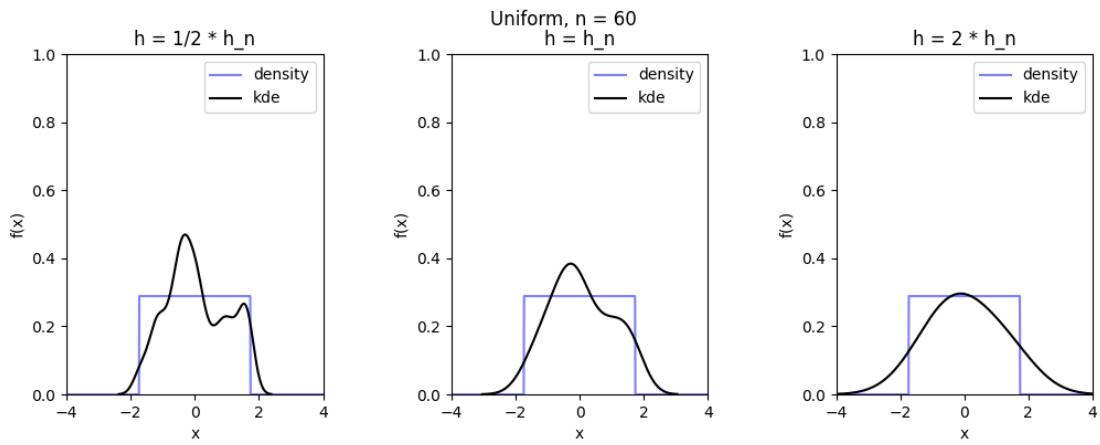 Uniform, n = 60
h = 1/2 * h_n
1.0
0.8
0.6
0.4
0.2
0.0
f(x)
density
kde
−4
−2
0
2
4
x
h = h_n
1.0
0.8
0.6
0.4
0.2
0.0
f(x)
density
kde
−4
−2
0
2
4
x
h = 2 * h_n
1.0
0.8
0.6
0.4
0.2
0.0
f(x)
density
kde
−4
−2
0
2
4
x